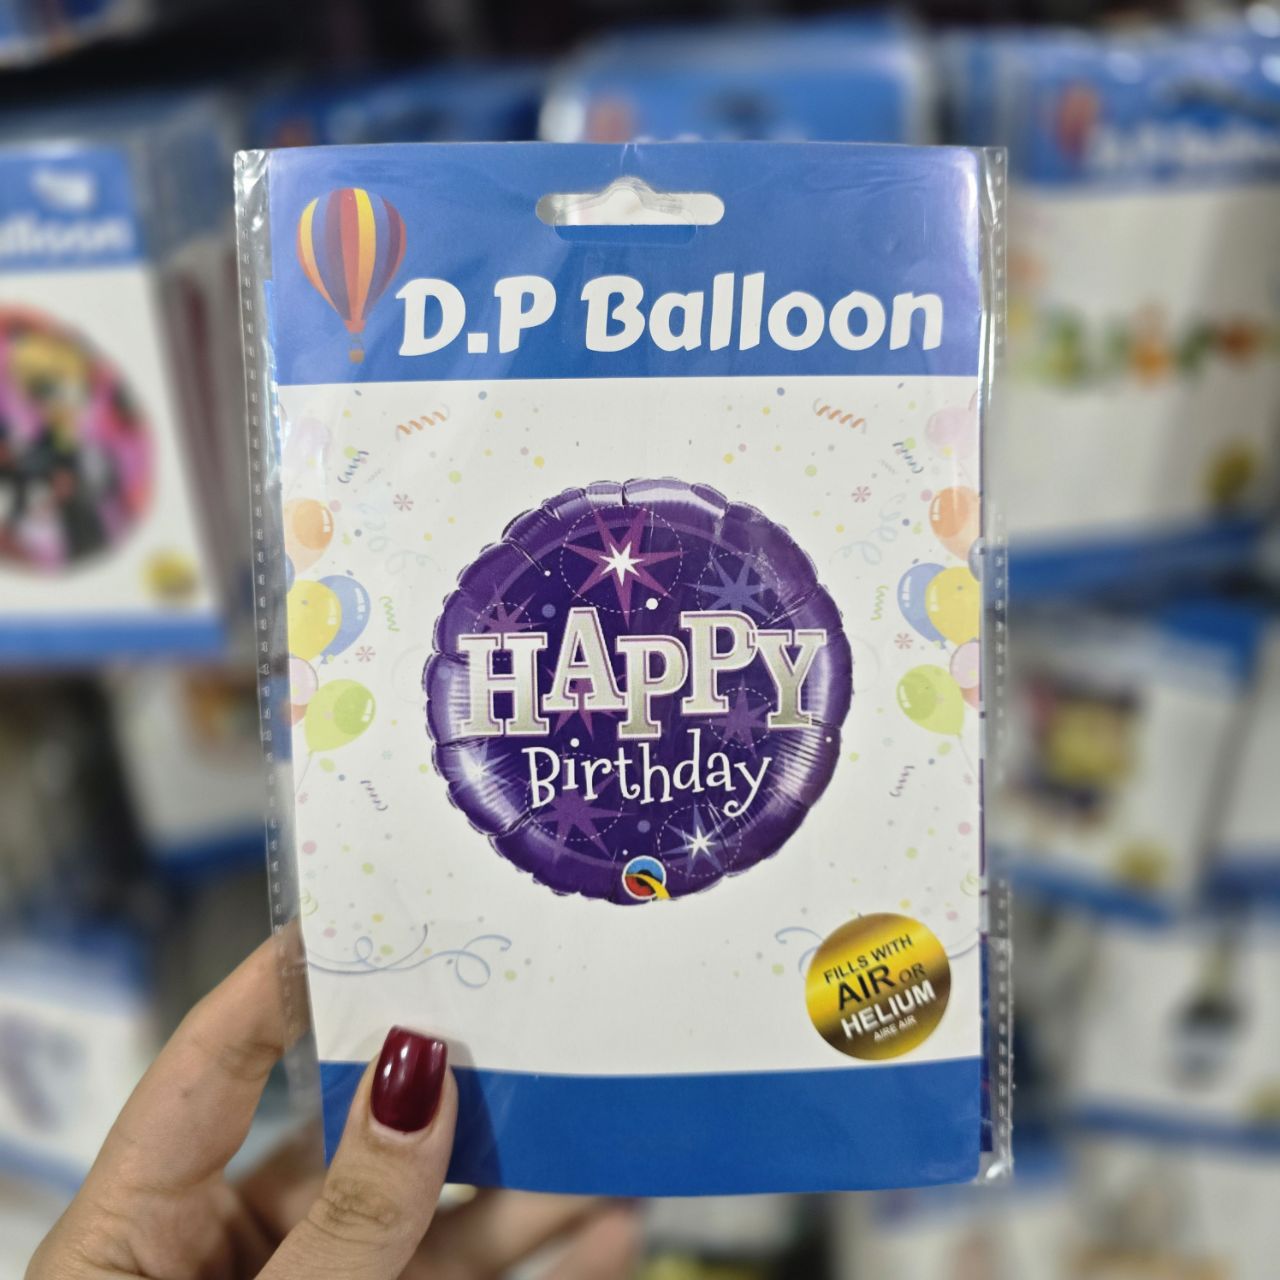 D.P Balloon
HAPPY
Birthday
FILLS WITH
AIR OR
HELIUM
AIRE AIR